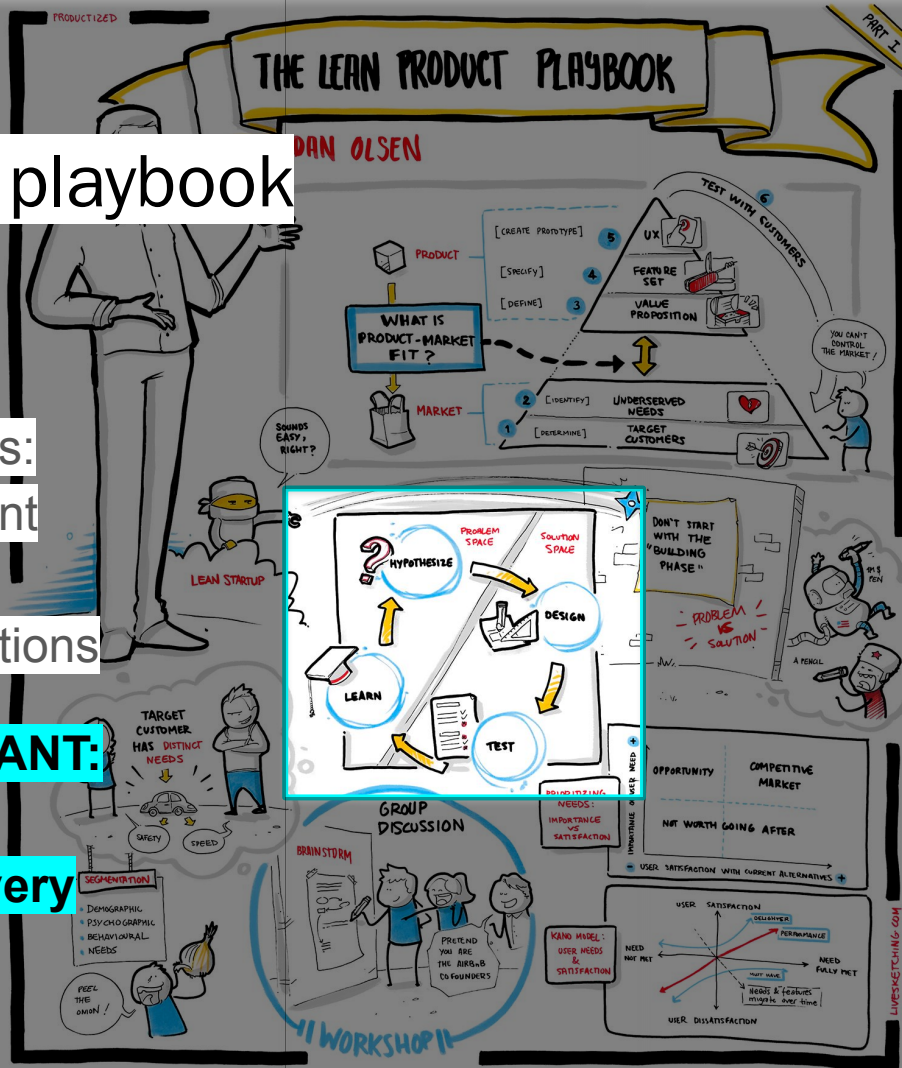 PRODUCTIZED
PART I
THE LEAN PRODUCT PLAYBOOK
DAN OLSEN
playbook
TEST WITH CUSTOMERS
6
[CREATE PROTOTYPE]
5
UX
PRODUCT
[SPECIFY]
4
FEATURE
SET
[DEFINE]
3
VALUE
PROPOSITION
WHAT IS
PRODUCT-MARKET
FIT?
YOU CAN'T
CONTROL
THE MARKET!
MARKET
2
[IDENTIFY]
UNDERSERVED
NEEDS
1
[DETERMINE]
TARGET
CUSTOMERS
s:
nt
tions
ANT:
very
SOUNDS
EASY,
RIGHT?
LEAN STARTUP
PROBLEM
SPACE
SOLUTION
SPACE
?
HYPOTHESIZE
DESIGN
LEARN
TEST
DON'T START
WITH THE
"BUILDING
PHASE"
PROBLEM
VS
SOLUTION
1M $
PEN
A PENCIL
TARGET
CUSTOMER
HAS DISTINCT
NEEDS
SAFETY
SPEED
SEGMENTATION
DEMOGRAPHIC
PSYCHOGRAPHIC
BEHAVIOURAL
NEEDS
PEEL
THE
ONION!
GROUP
DISCUSSION
BRAINSTORM
PRETEND
YOU ARE
THE AIRBNB
COFOUNDERS
WORKSHOP
PRIORITIZING
NEEDS:
IMPORTANCE
VS
SATISFACTION
IMPORTANCE OF USER NEED +
OPPORTUNITY
COMPETITIVE
MARKET
NOT WORTH GOING AFTER
- USER SATISFACTION WITH CURRENT ALTERNATIVES +
KANO MODEL:
USER NEEDS
&
SATISFACTION
USER SATISFACTION
DELIGHTER
PERFORMANCE
NEED
NOT MET
NEED
FULLY MET
MUST HAVE
Needs & features
migrate over time
USER DISSATISFACTION
LIVESKETCHING.COM